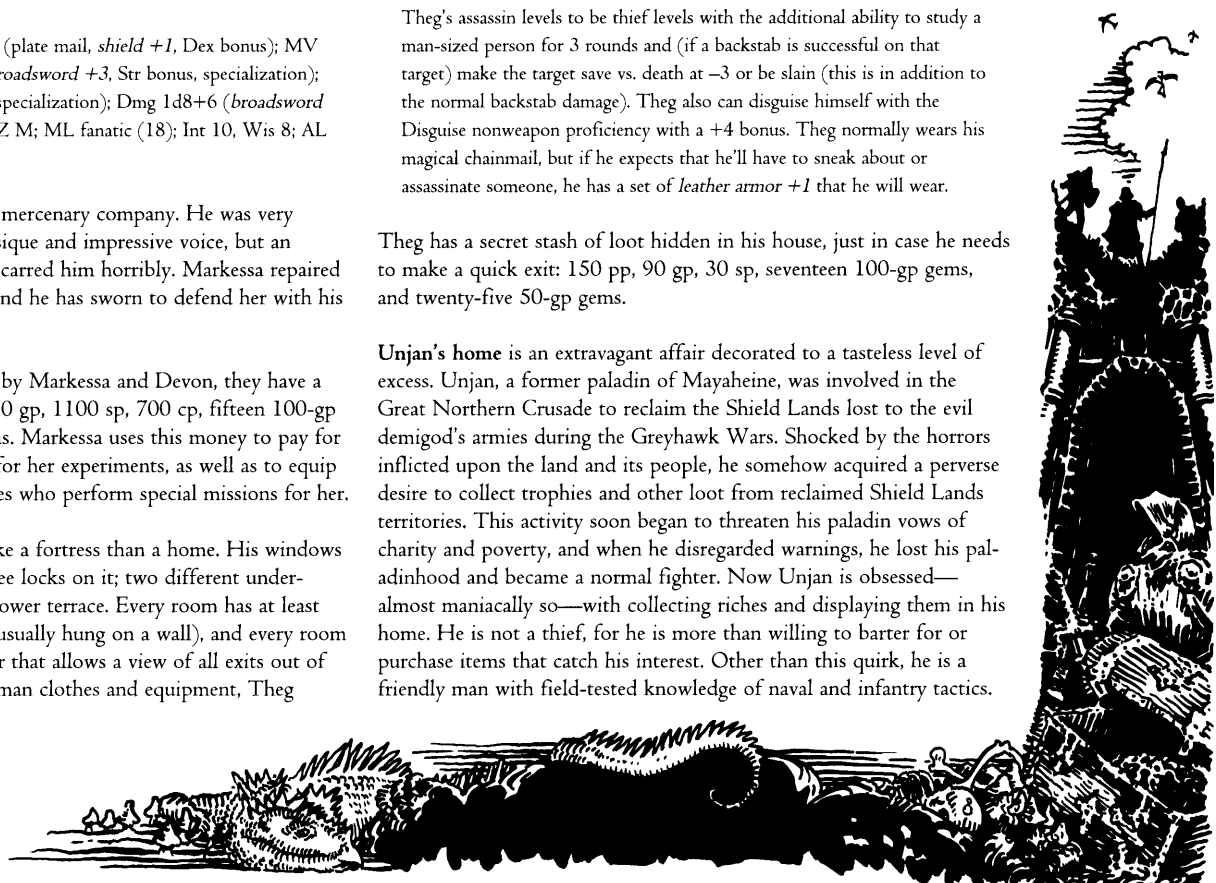 (plate mail, shield +1, Dex bonus); MV
roadsword +3, Str bonus, specialization);
specialization); Dmg 1d8+6 (broadsword
Z M; ML fanatic (18); Int 10, Wis 8; AL
mercenary company. He was very
sique and impressive voice, but an
carred him horribly. Markessa repaired
nd he has sworn to defend her with his
by Markessa and Devon, they have a
0 gp, 1100 sp, 700 cp, fifteen 100-gp
s. Markessa uses this money to pay for
for her experiments, as well as to equip
es who perform special missions for her.
ke a fortress than a home. His windows
ee locks on it; two different under-
ower terrace. Every room has at least
usually hung on a wall), and every room
r that allows a view of all exits out of
man clothes and equipment, Theg
Theg's assassin levels to be thief levels with the additional ability to study a
man-sized person for 3 rounds and (if a backstab is successful on that
target) make the target save vs. death at –3 or be slain (this is in addition to
the normal backstab damage). Theg also can disguise himself with the
Disguise nonweapon proficiency with a +4 bonus. Theg normally wears his
magical chainmail, but if he expects that he'll have to sneak about or
assassinate someone, he has a set of leather armor +1 that he will wear.
Theg has a secret stash of loot hidden in his house, just in case he needs
to make a quick exit: 150 pp, 90 gp, 30 sp, seventeen 100-gp gems,
and twenty-five 50-gp gems.
Unjan's home is an extravagant affair decorated to a tasteless level of
excess. Unjan, a former paladin of Mayaheine, was involved in the
Great Northern Crusade to reclaim the Shield Lands lost to the evil
demigod's armies during the Greyhawk Wars. Shocked by the horrors
inflicted upon the land and its people, he somehow acquired a perverse
desire to collect trophies and other loot from reclaimed Shield Lands
territories. This activity soon began to threaten his paladin vows of
charity and poverty, and when he disregarded warnings, he lost his pal-
adinhood and became a normal fighter. Now Unjan is obsessed—
almost maniacally so—with collecting riches and displaying them in his
home. He is not a thief, for he is more than willing to barter for or
purchase items that catch his interest. Other than this quirk, he is a
friendly man with field-tested knowledge of naval and infantry tactics.